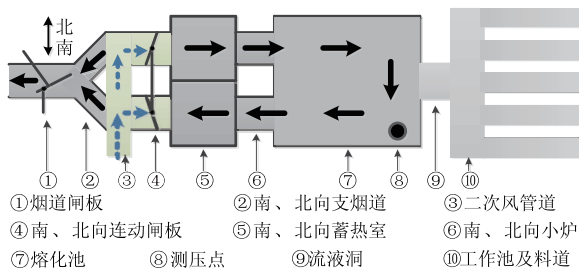 北
南
① ② ③ ④ ⑤ ⑥ ⑦ ⑧ ⑨ ⑩
①烟道闸板 ②南、北向支烟道 ③二次风管道
④南、北向连动闸板 ⑤南、北向蓄热室 ⑥南、北向小炉
⑦熔化池 ⑧测压点 ⑨流液洞 ⑩工作池及料道